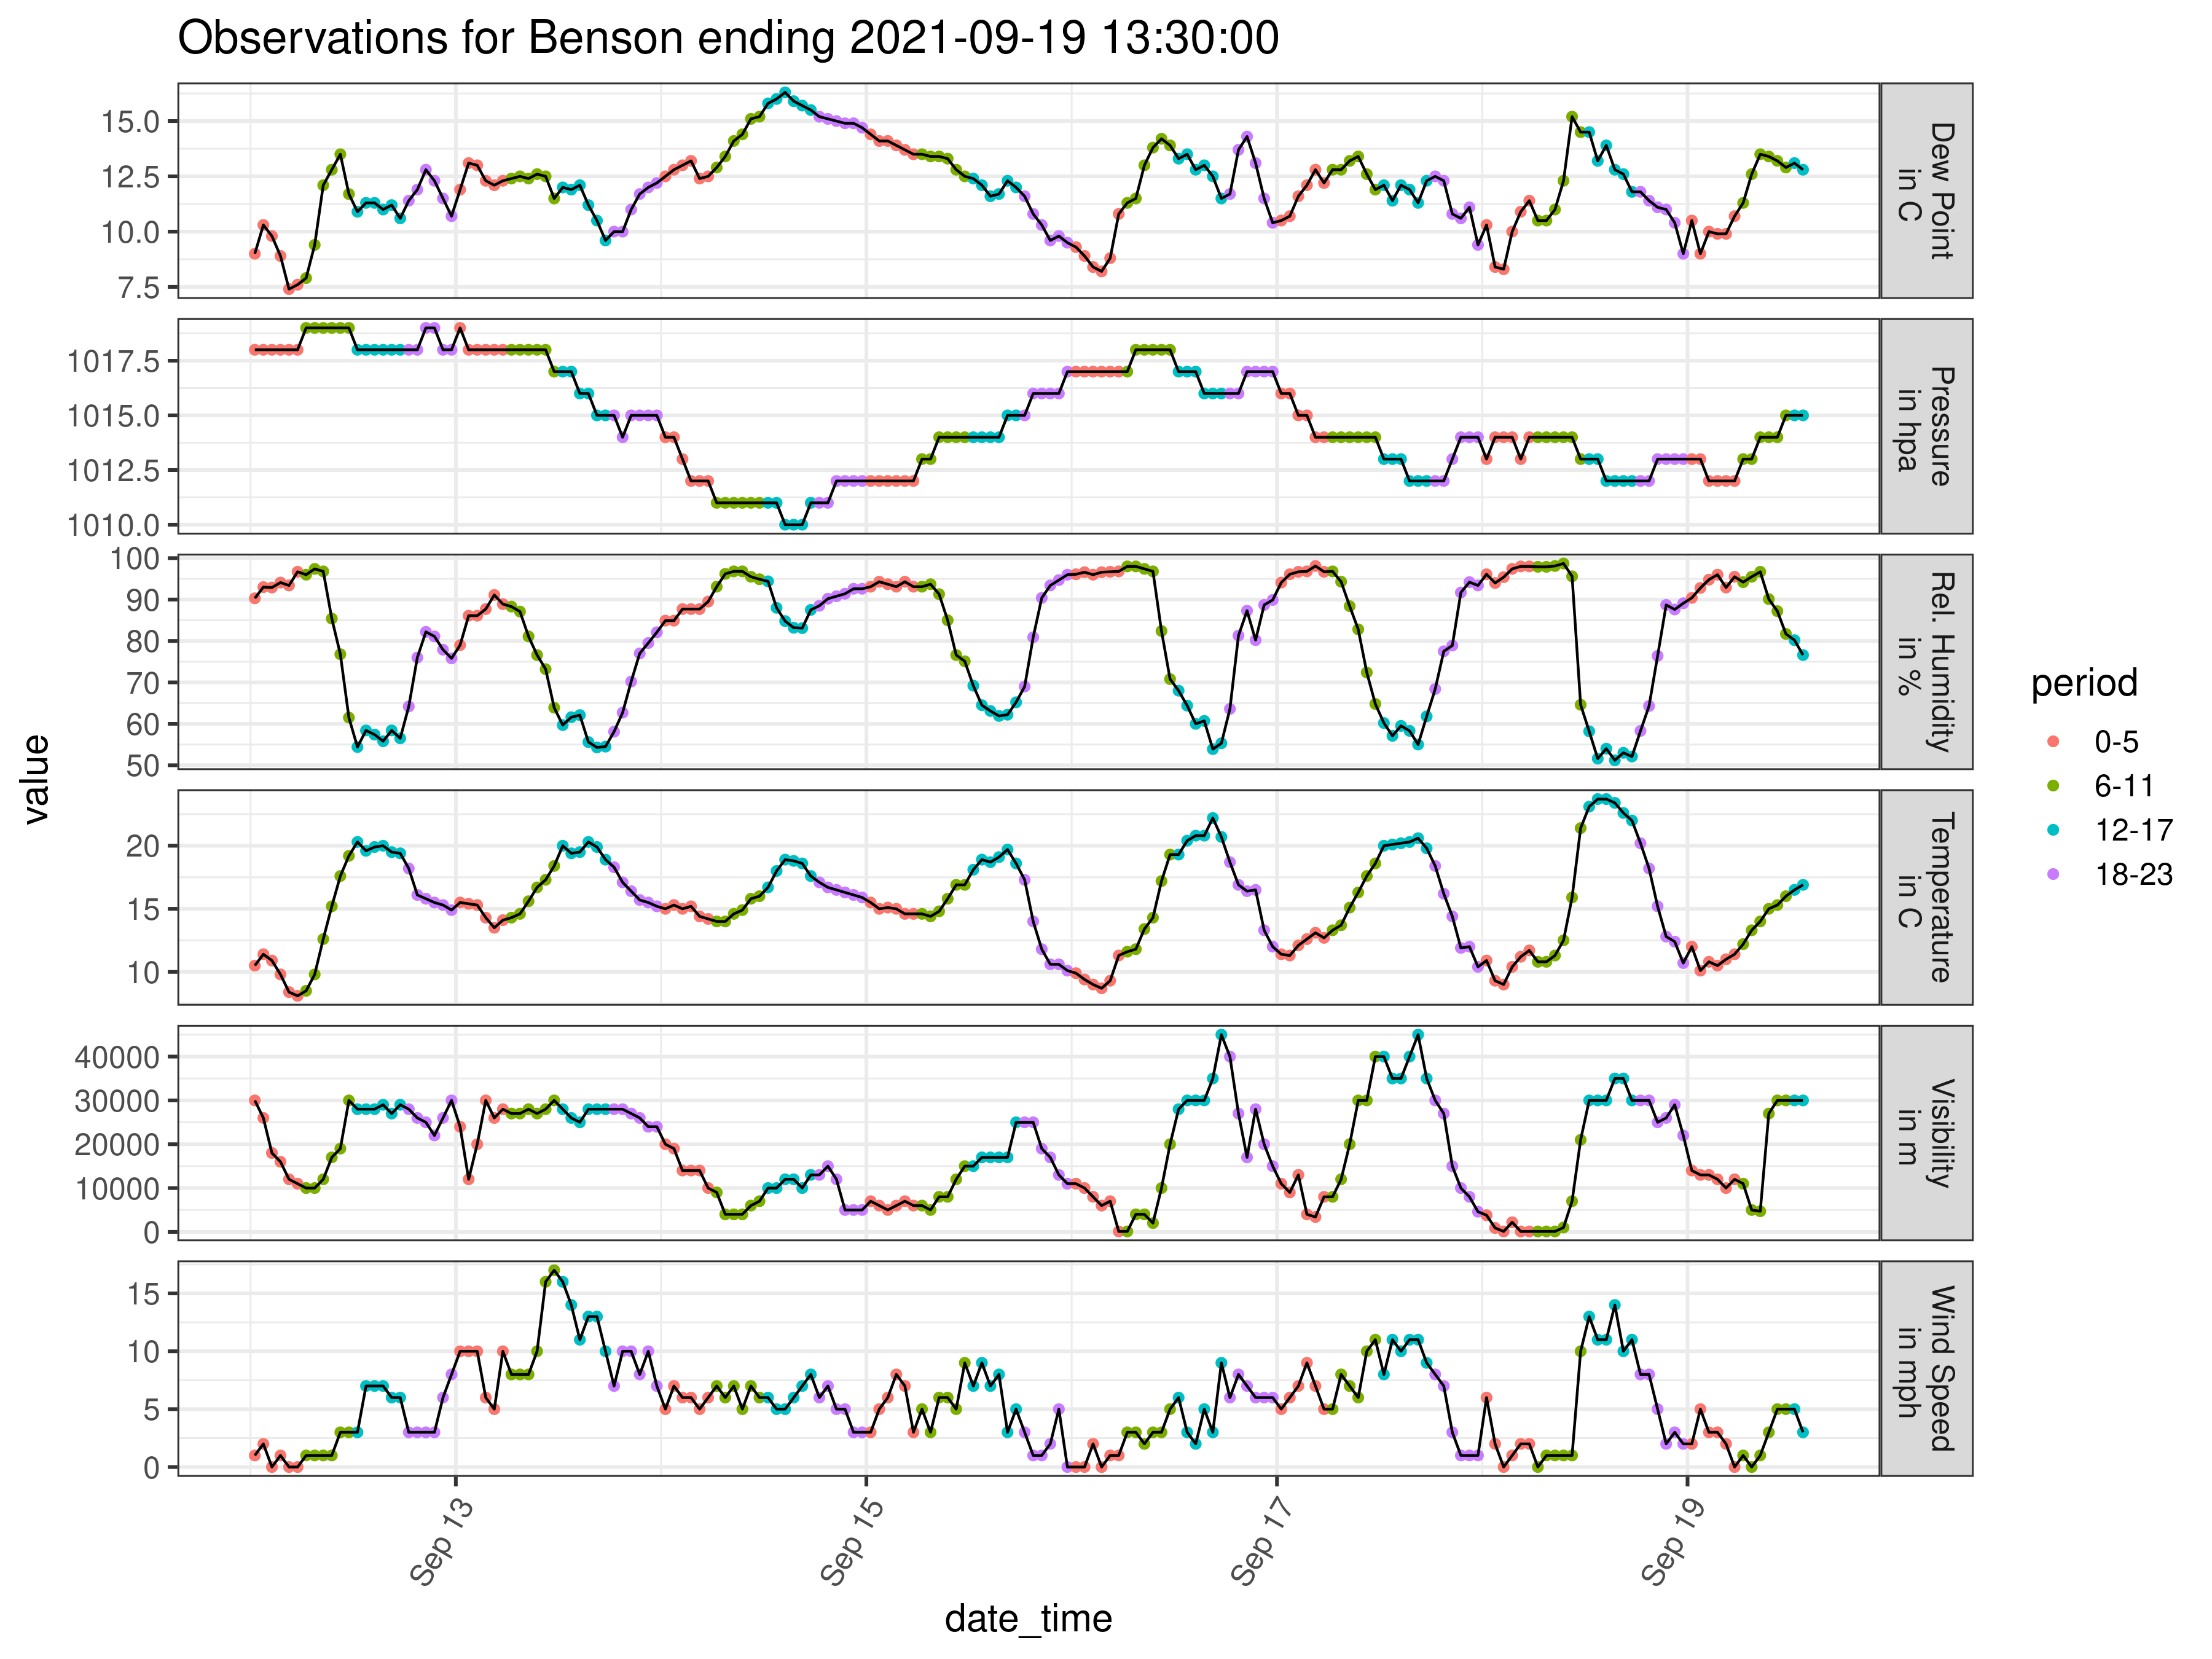 Observations for Benson ending 2021-09-19 13:30:00
15.0
12.5
10.0
7.5
Dew Point
in C
1017.5
1015.0
1012.5
1010.0
Pressure
in hpa
100
90
80
70
60
50
Rel. Humidity
in %
20
15
10
Temperature
in C
40000
30000
20000
10000
0
Visibility
in m
15
10
5
0
Wind Speed
in mph
value
Sep 13
Sep 15
Sep 17
Sep 19
date_time
period
0-5
6-11
12-17
18-23